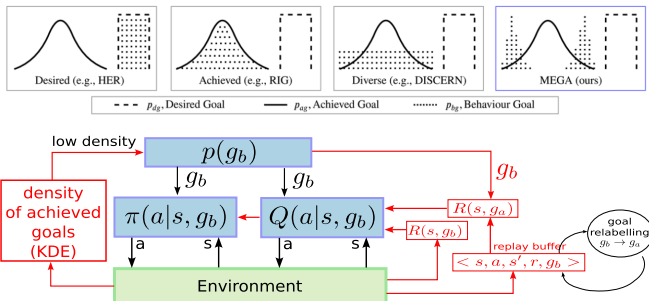 Desired (e.g., HER)
Achieved (e.g., RIG)
Diverse (e.g., DISCERN)
MEGA (ours)
p_dg, Desired Goal
p_ag, Achieved Goal
p_bg, Behaviour Goal
low density
p(g_b)
g_b
g_b
g_b
density
of achieved
goals
(KDE)
π(a|s, g_b)
Q(a|s, g_b)
R(s, g_a)
R(s, g_b)
goal
relabelling
g_b → g_a
replay buffer
< s, a, s′, r, g_b >
a
s
a
s
Environment